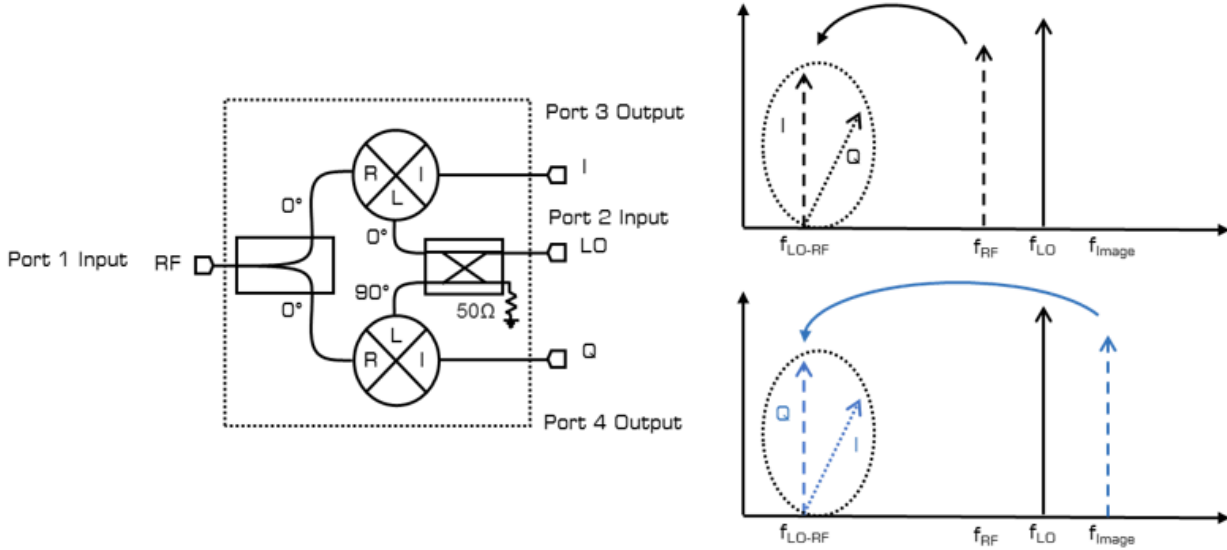 Port 3 Output
R
I
L
I
0°
Port 2 Input
0°
LO
Port 1 Input
RF
90°
50Ω
0°
L
R
I
Q
Port 4 Output
I
Q
fLO-RF
fRF
fLO
fImage
Q
I
fLO-RF
fRF
fLO
fImage